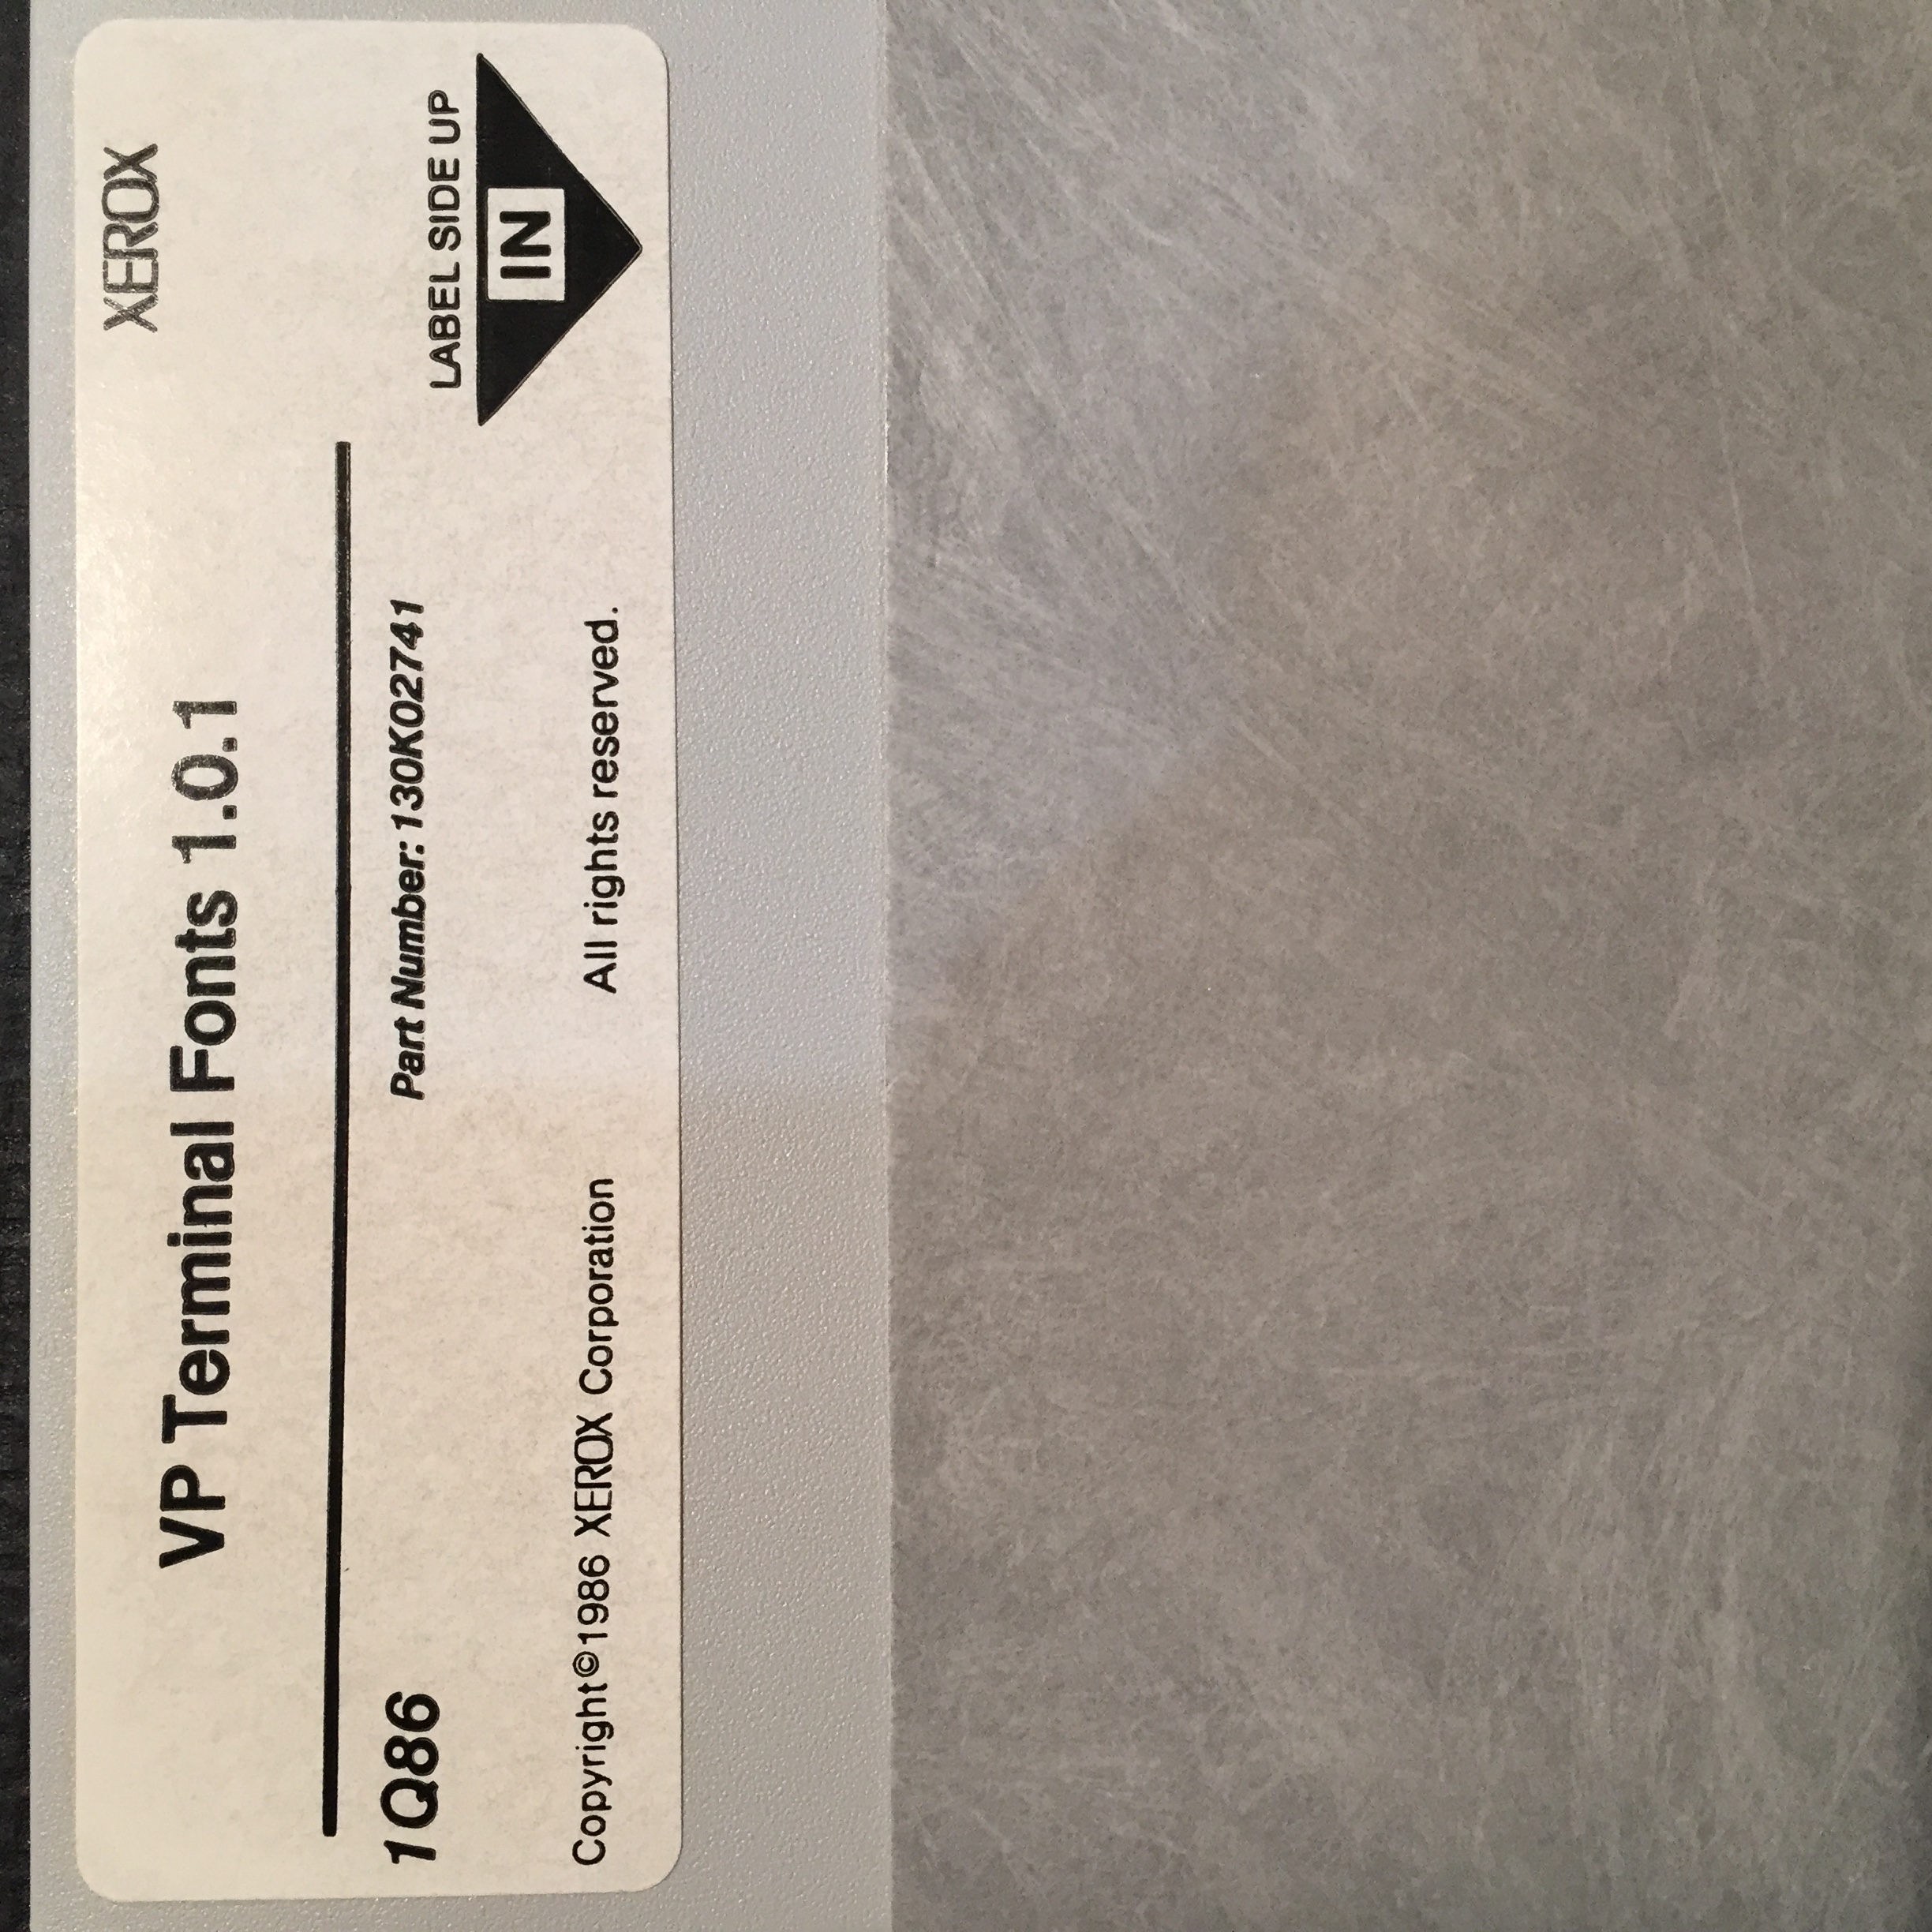 XEROX
VP Terminal Fonts 1.0.1
1Q86 Part Number: 130K02741
LABEL SIDE UP
IN
Copyright©1986 XEROX Corporation All rights reserved.